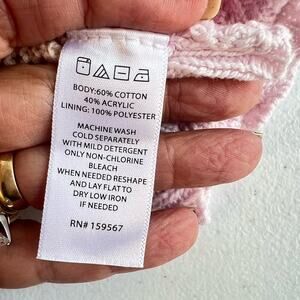 BODY:60% COTTON
40% ACRYLIC
LINING: 100% POLYESTER
MACHINE WASH
COLD SEPARATELY
WITH MILD DETERGENT
ONLY NON-CHLORINE
BLEACH
WHEN NEEDED RESHAPE
AND LAY FLAT TO
DRY LOW IRON
IF NEEDED
RN# 159567